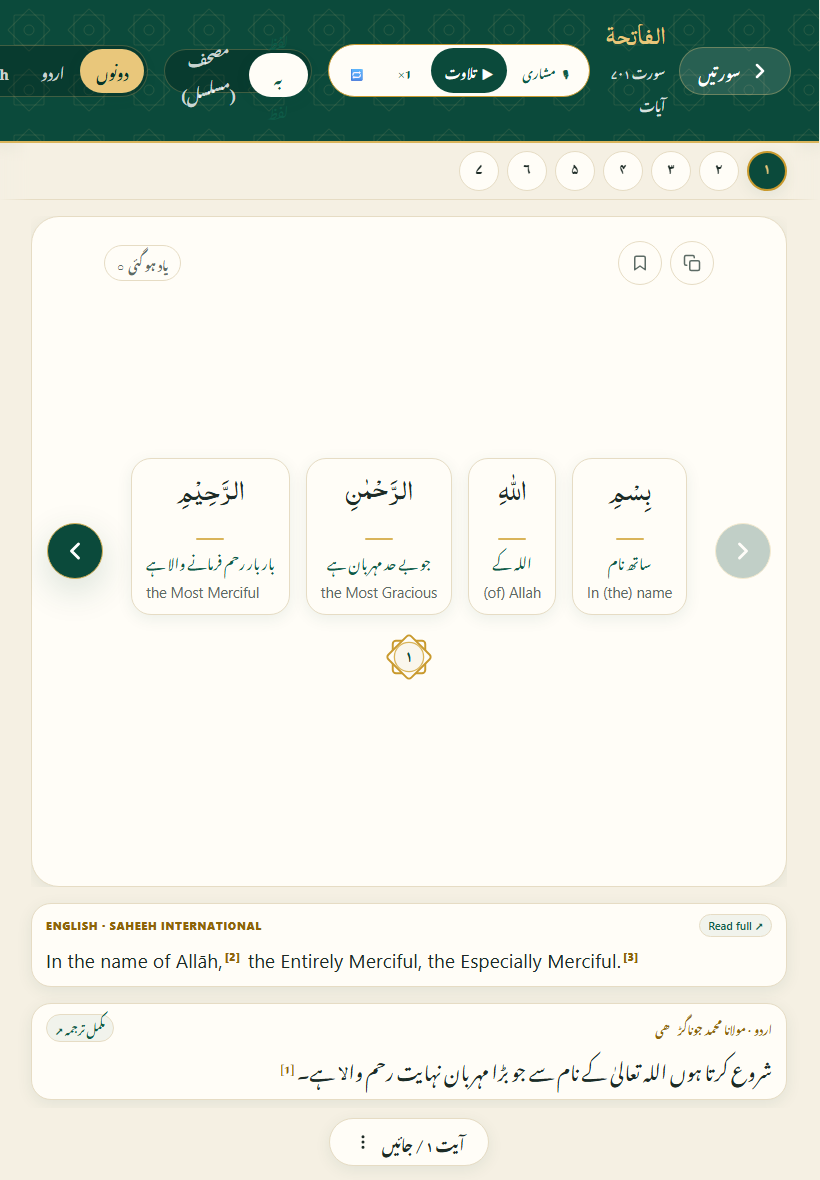 الفاتحة
سورتیں
سورت ۱ · ۷
آیات
مشاری
▶ تلاوت
×1
بہ
مصحف
(مسلسل)
دونوں
اردو
h
۱
۲
۳
۴
۵
۶
۷
یاد ہو گئی ○
بِسْمِ
ساتھ نام
In (the) name
اللّٰهِ
اللہ کے
(of) Allah
الرَّحْمٰنِ
جو بے حد مہربان ہے
the Most Gracious
الرَّحِيْمِ
بار بار رحم فرمانے والا ہے
the Most Merciful
۱
ENGLISH · SAHEEH INTERNATIONAL
Read full ↗
In the name of Allāh,[2] the Entirely Merciful, the Especially Merciful.[3]
اردو · مولانا محمد جوناگڑھی
مکمل ترجمہ ↗
شروع کرتا ہوں اللہ تعالیٰ کے نام سے جو بڑا مہربان نہایت رحم والا ہے۔ [1]
آیت ۱ / جائیں ⋮